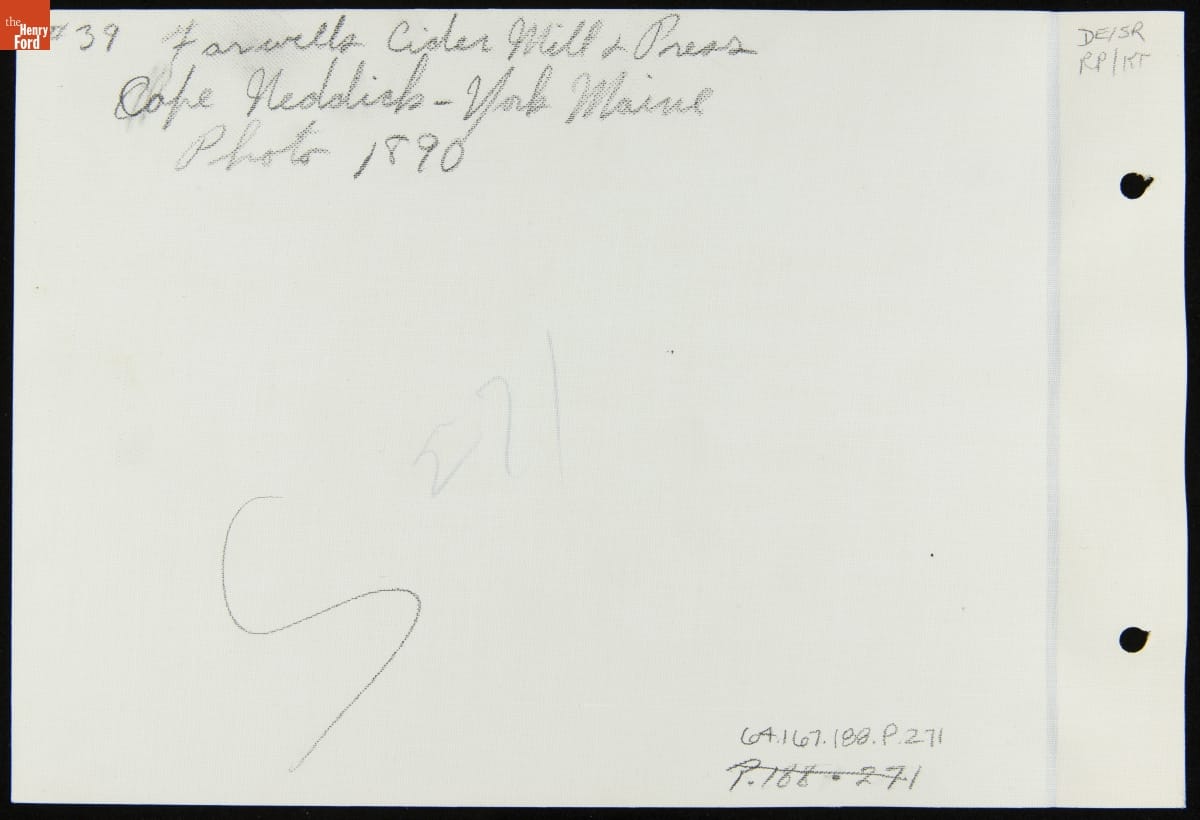 the
Henry
Ford
# 39 Farwells Cider Mill & Press
Cape Neddick - York Maine
Photo 1890
DE/SR
RP/KT
271
64.167.188.P.271
P.188.271